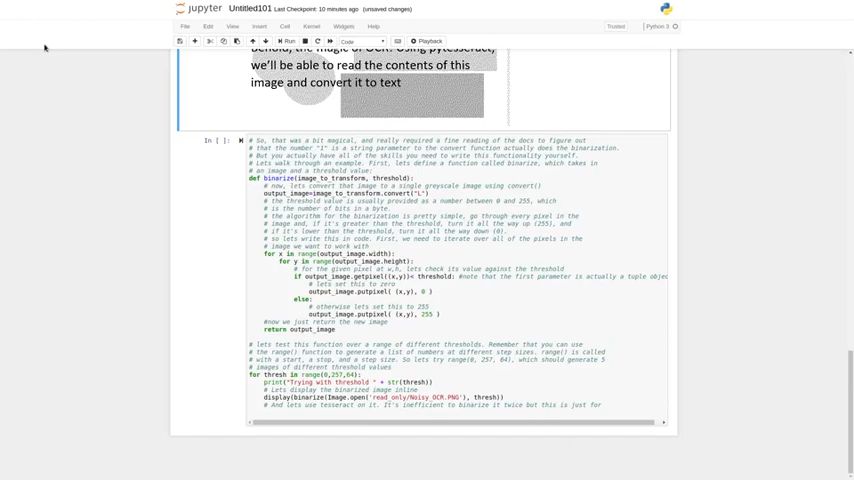 jupyter Untitled101 Last Checkpoint: 10 minutes ago (unsaved changes)
File Edit View Insert Cell Kernel Widgets Help Trusted Python 3
Run Code Playback
Behold, the magic of OCR! Using pytesseract,
we'll be able to read the contents of this
image and convert it to text
In [ ]:
# So, that was a bit magical, and really required a fine reading of the docs to figure out
# that the number "1" is a string parameter to the convert function actually does the binarization.
# But you actually have all of the skills you need to write this functionality yourself.
# Lets walk through an example. First, lets define a function called binarize, which takes in
# an image and a threshold value:
def binarize(image_to_transform, threshold):
# now, lets convert that image to a single greyscale image using convert()
output_image=image_to_transform.convert("L")
# the threshold value is usually provided as a number between 0 and 255, which
# is the number of bits in a byte.
# the algorithm for the binarization is pretty simple, go through every pixel in the
# image and, if it's greater than the threshold, turn it all the way up (255), and
# if it's lower than the threshold, turn it all the way down (0).
# so lets write this in code. First, we need to iterate over all of the pixels in the
# image we want to work with
for x in range(output_image.width):
for y in range(output_image.height):
# for the given pixel at w,h, lets check its value against the threshold
if output_image.getpixel((x,y))< threshold: #note that the first parameter is actually a tuple objec
# lets set this to zero
output_image.putpixel( (x,y), 0 )
else:
# otherwise lets set this to 255
output_image.putpixel( (x,y), 255 )
#now we just return the new image
return output_image
# lets test this function over a range of different thresholds. Remember that you can use
# the range() function to generate a list of numbers at different step sizes. range() is called
# with a start, a stop, and a step size. So lets try range(0, 257, 64), which should generate 5
# images of different threshold values
for thresh in range(0,257,64):
print("Trying with threshold " + str(thresh))
# Lets display the binarized image inline
display(binarize(Image.open('read_only/Noisy_OCR.PNG'), thresh))
# And lets use tesseract on it. It's inefficient to binarize it twice but this is just for